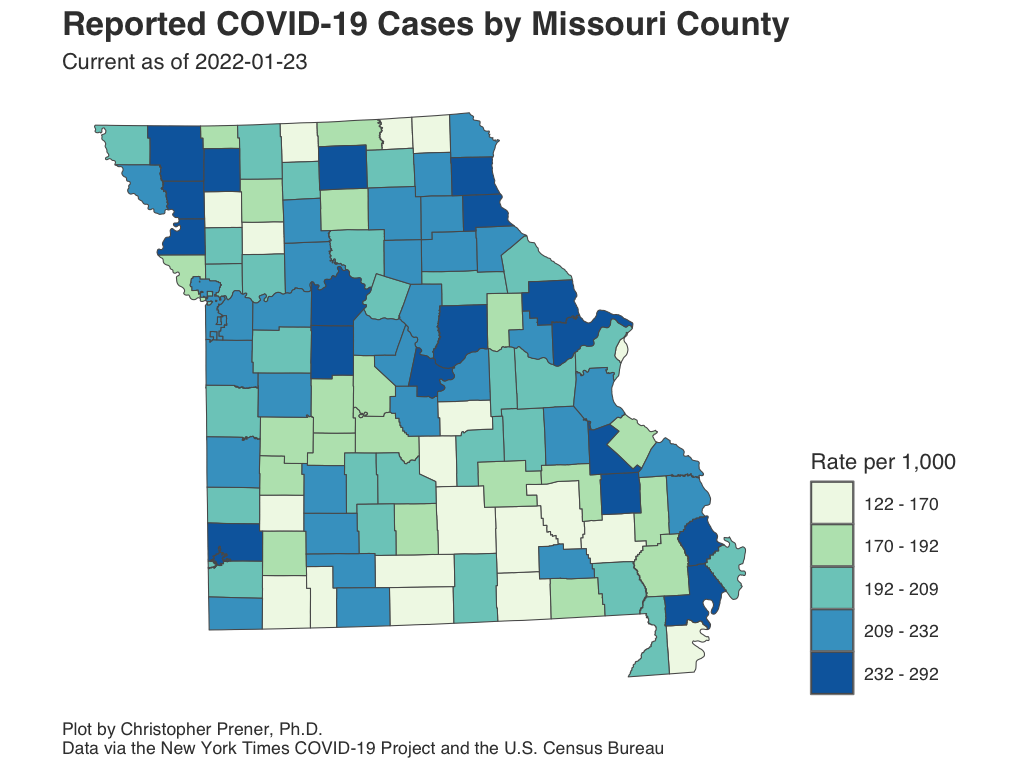 Reported COVID-19 Cases by Missouri County
Current as of 2022-01-23
Rate per 1,000
122 - 170
170 - 192
192 - 209
209 - 232
232 - 292
Plot by Christopher Prener, Ph.D.
Data via the New York Times COVID-19 Project and the U.S. Census Bureau